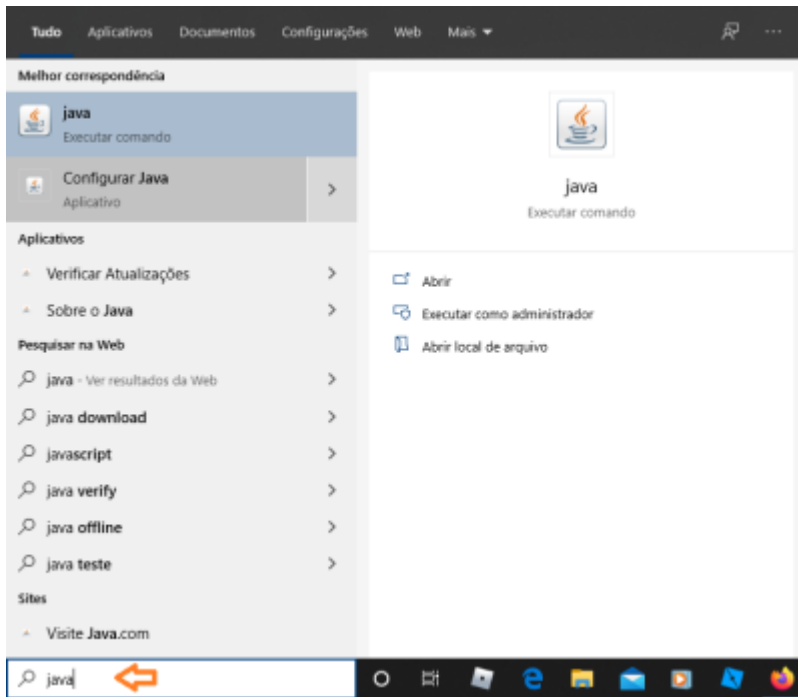 Tudo Aplicativos Documentos Configurações Web Mais
Melhor correspondência
java
Executar comando
Configurar Java
Aplicativo
Aplicativos
Verificar Atualizações
Sobre o Java
Pesquisar na Web
java - Ver resultados da Web
java download
javascript
java verify
java offline
java teste
Sites
Visite Java.com
java
java
Executar comando
Abrir
Executar como administrador
Abrir local de arquivo